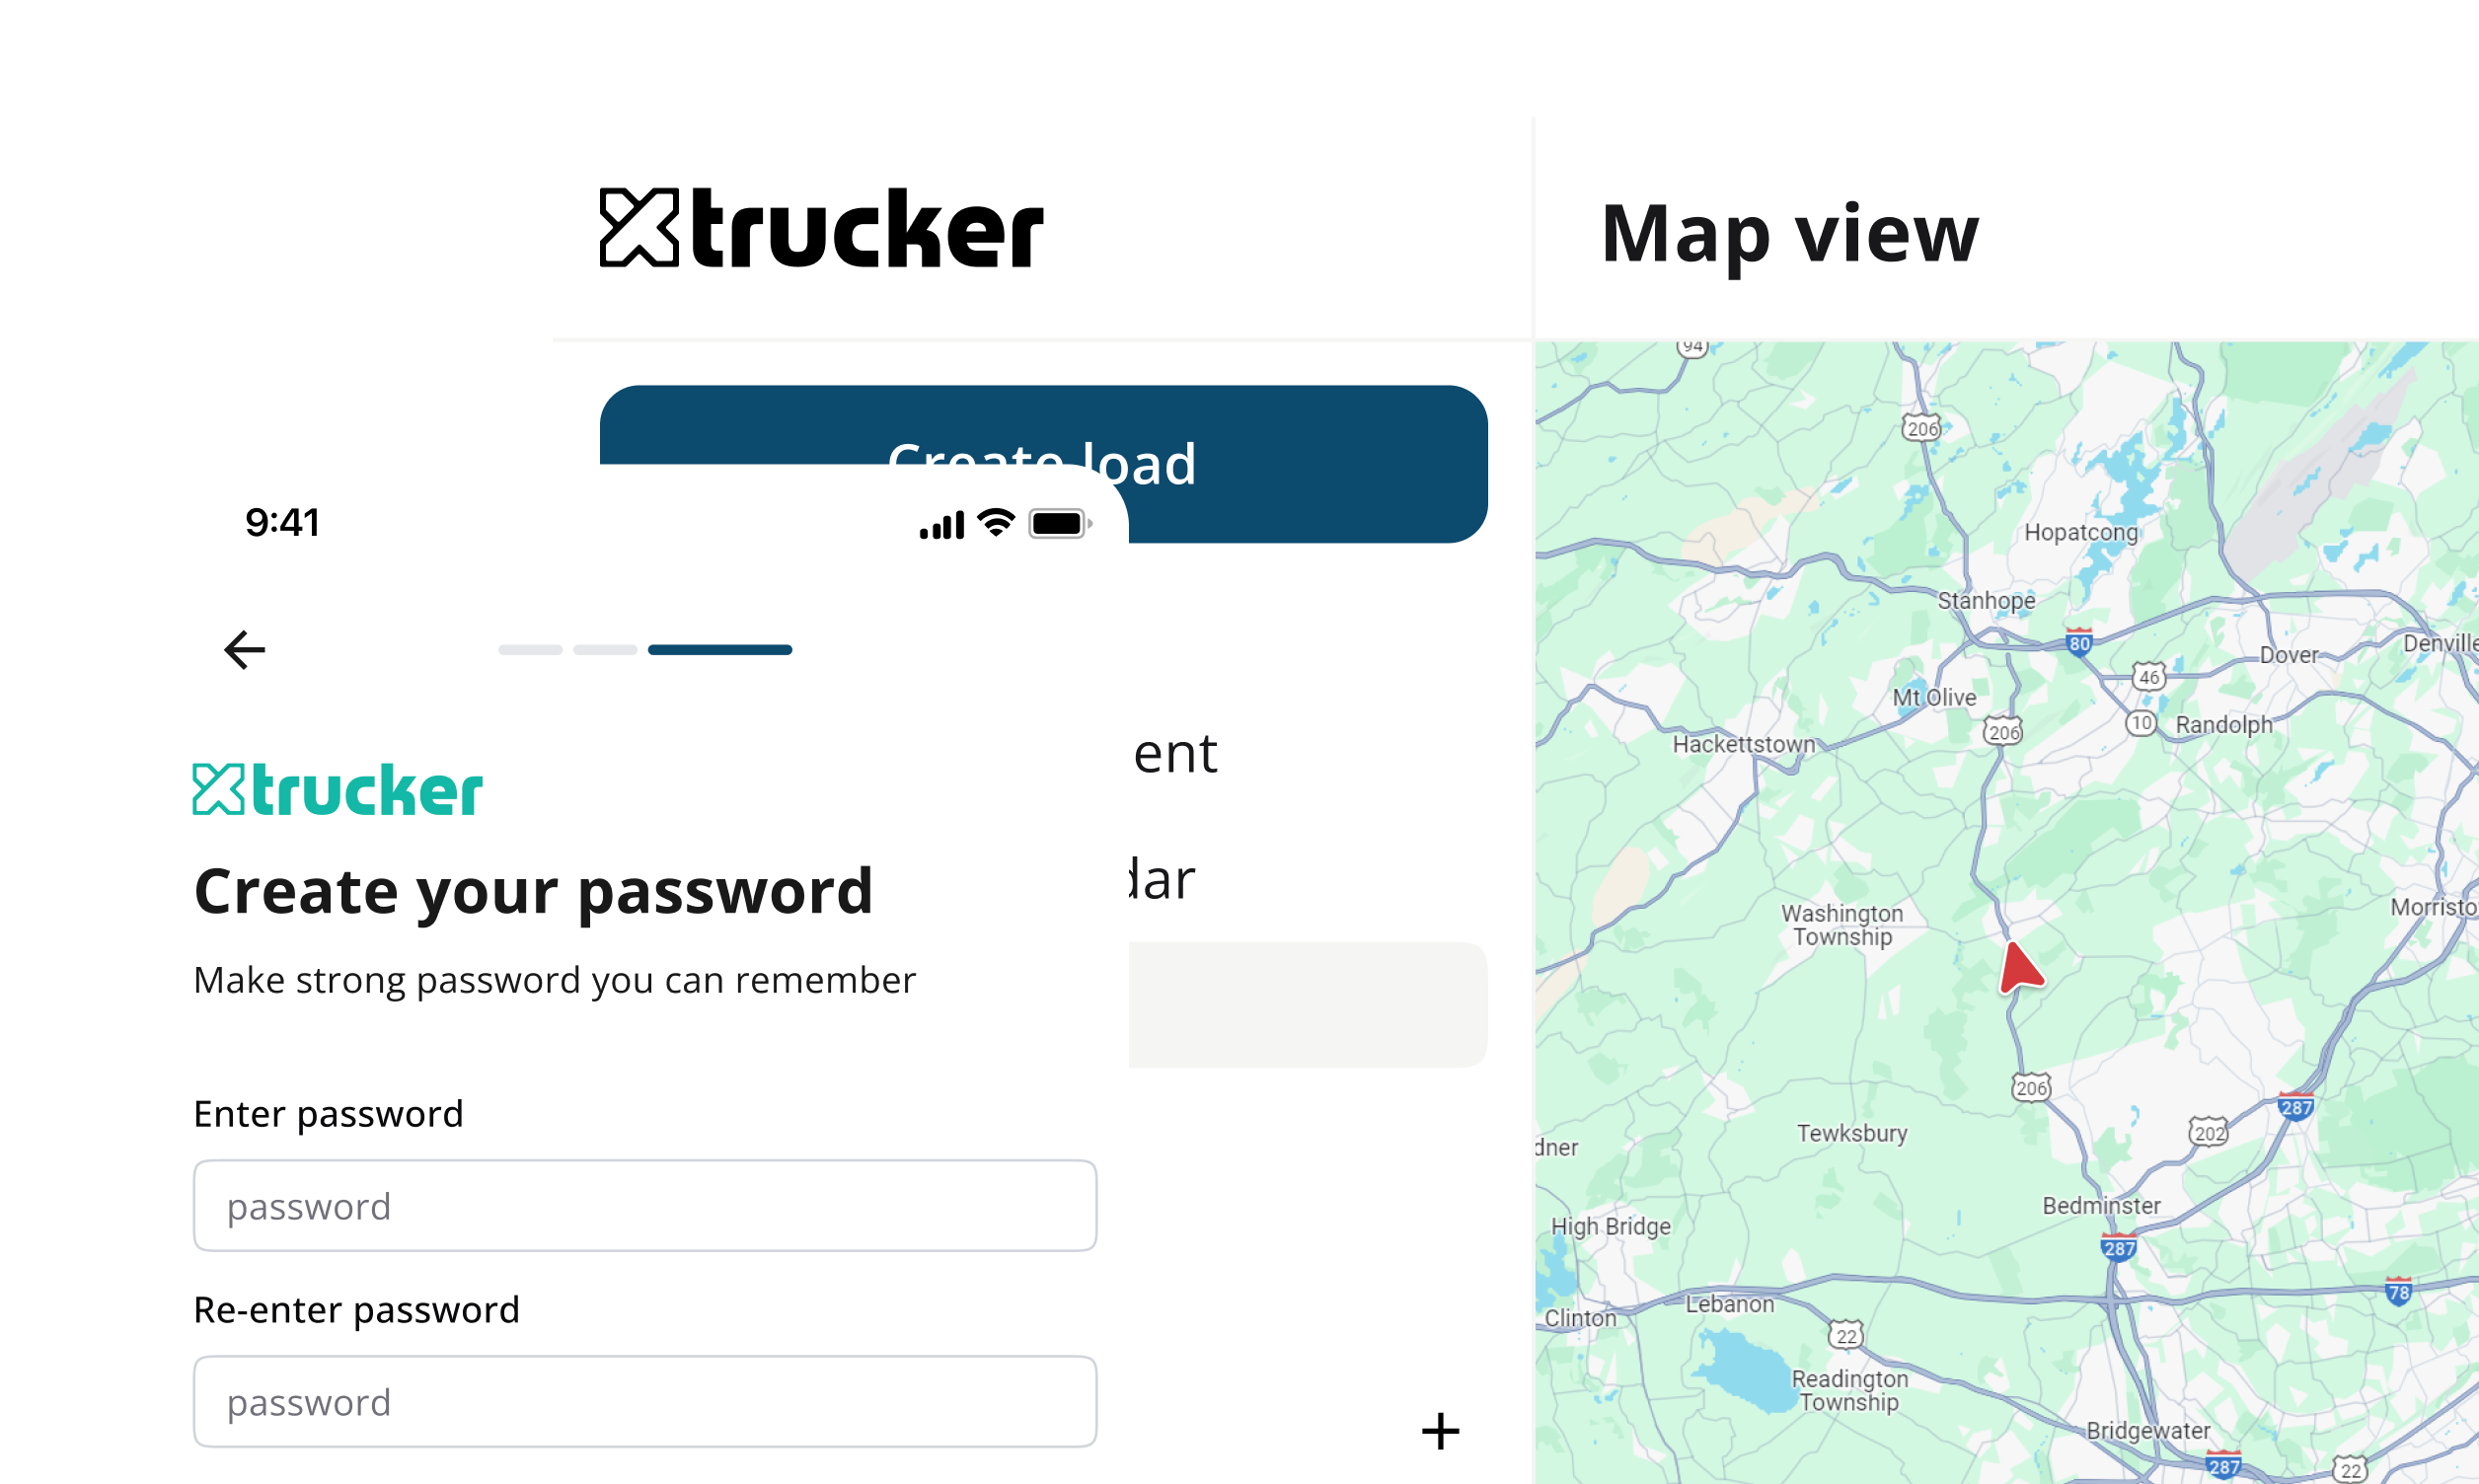 trucker
Map view
Create load
9:41
trucker
Create your password
Make strong password you can remember
Enter password
password
Re-enter password
password
ent
dar
94
206
Hopatcong
Stanhope
80
Denville
Dover
46
Mt Olive
10
Randolph
206
Hackettstown
Morristo
Washington
Township
206
287
202
Tewksbury
dner
Bedminster
High Bridge
287
78
Lebanon
Clinton
22
Readington
Township
Bridgewater
287
22